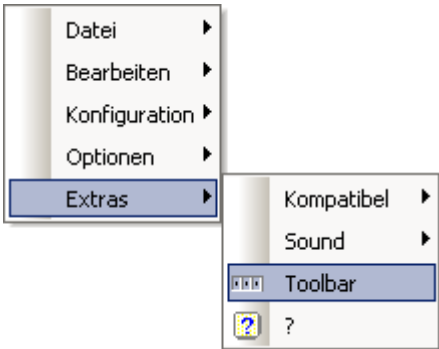 Datei
Bearbeiten
Konfiguration
Optionen
Extras
Kompatibel
Sound
Toolbar
?